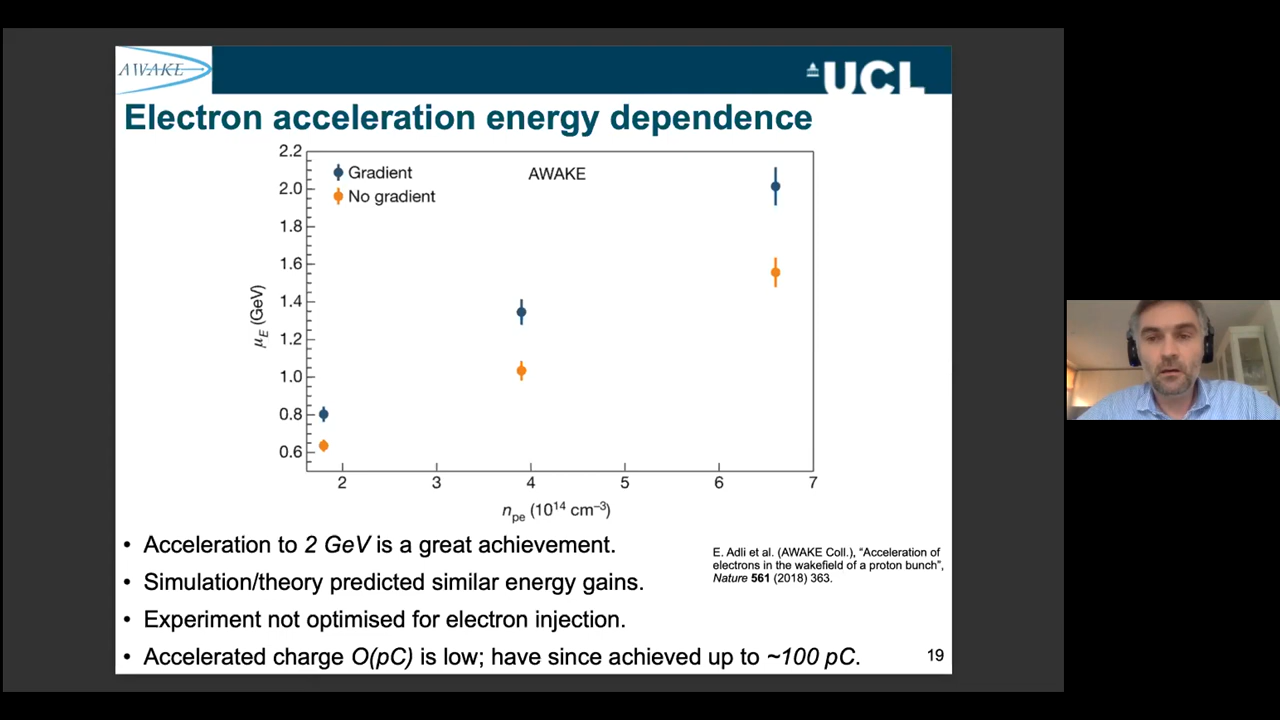 AWAKE
UCL
Electron acceleration energy dependence
2.2
Gradient
AWAKE
2.0
No gradient
1.8
1.6
1.4
1.2
1.0
0.8
0.6
μE (GeV)
2 3 4 5 6 7
npe (10¹⁴ cm⁻³)
• Acceleration to 2 GeV is a great achievement.
• Simulation/theory predicted similar energy gains.
• Experiment not optimised for electron injection.
• Accelerated charge O(pC) is low; have since achieved up to ~100 pC.
E. Adli et al. (AWAKE Coll.), “Acceleration of
electrons in the wakefield of a proton bunch”,
Nature 561 (2018) 363.
19